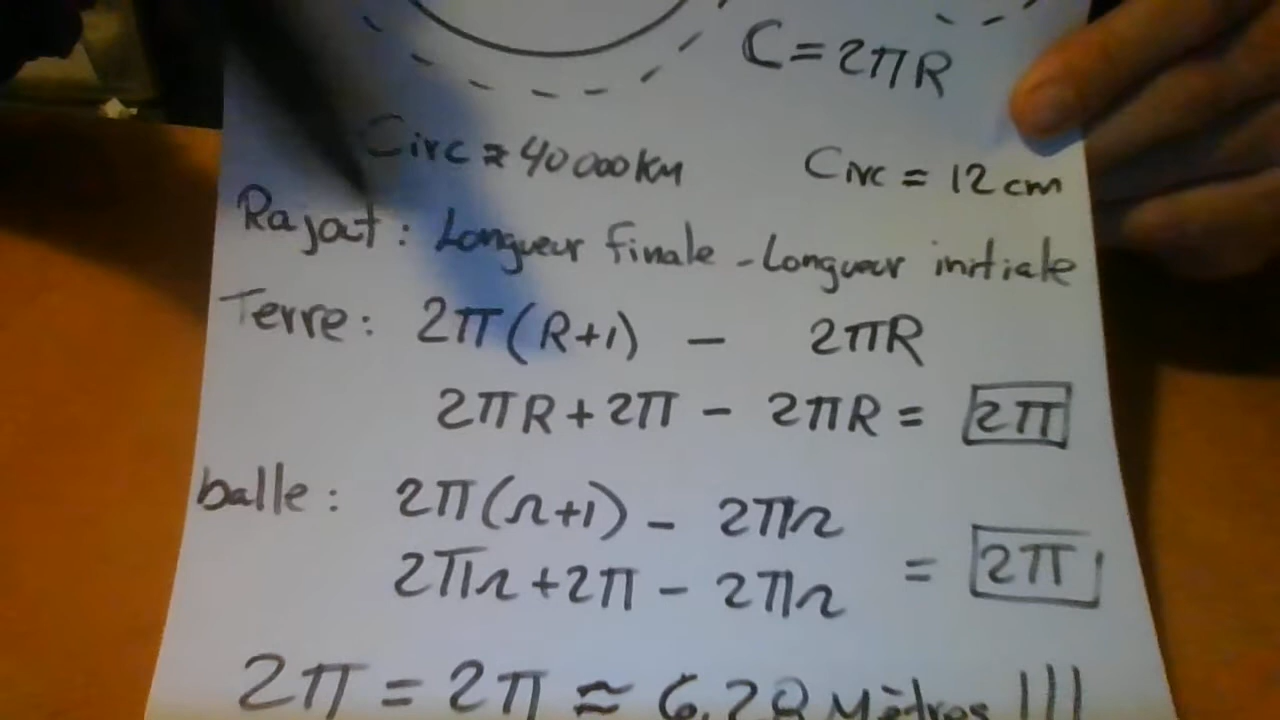 C = 2πR
Circ ≈ 40 000 km
Circ = 12 cm
Rajout : Longueur finale - Longueur initiale
Terre : 2π(R+1) - 2πR
2πR + 2π - 2πR = 2π
balle : 2π(r+1) - 2πr
2πr + 2π - 2πr = 2π
2π = 2π ≈ 6,28 Mètres !!!